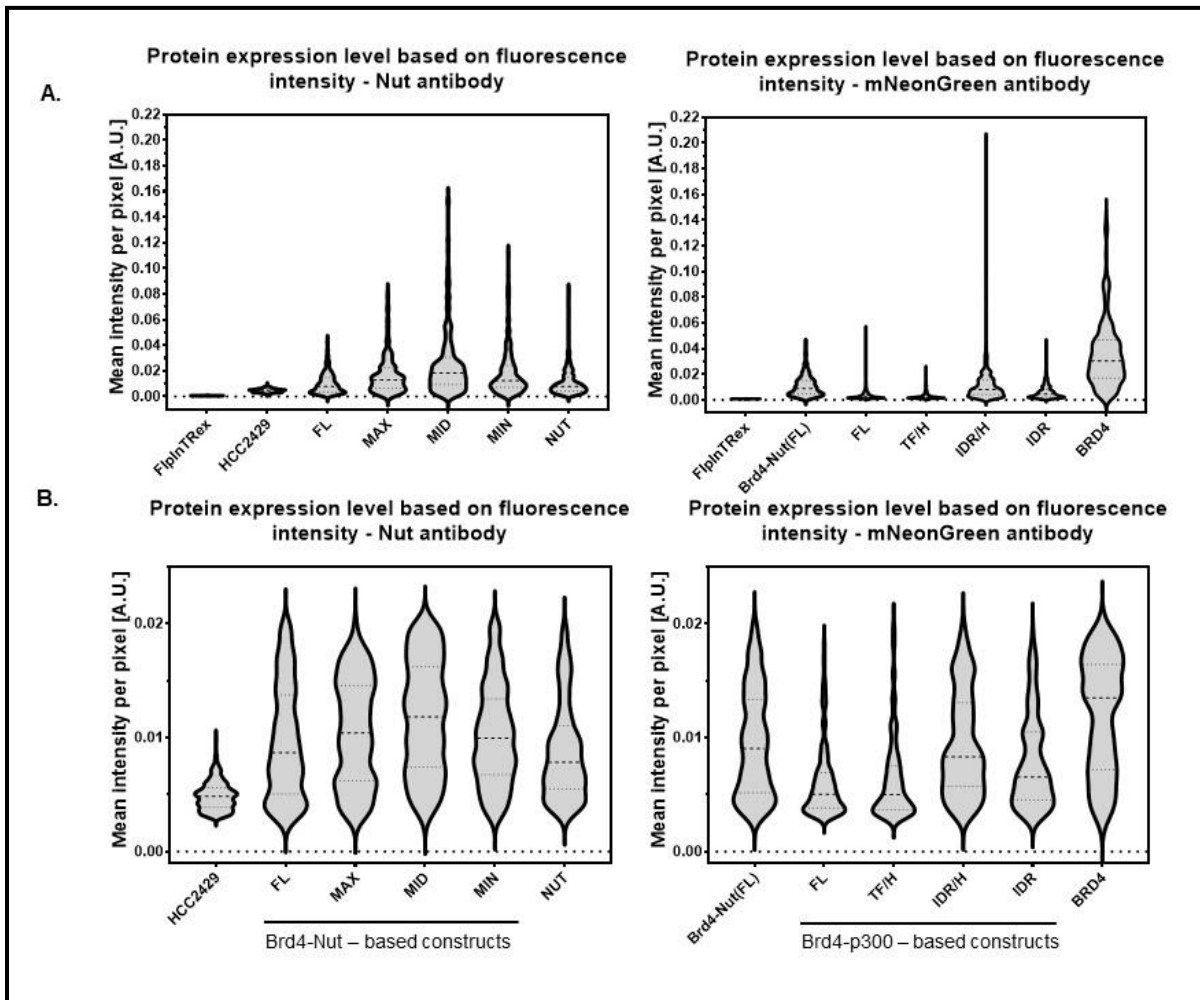 A.
Protein expression level based on fluorescence
intensity - Nut antibody
Mean intensity per pixel [A.U.]
0.22
0.20
0.18
0.16
0.14
0.12
0.10
0.08
0.06
0.04
0.02
0.00
FlpInTRex
HCC2429
FL
MAX
MID
MIN
NUT
Protein expression level based on fluorescence
intensity - mNeonGreen antibody
Mean intensity per pixel [A.U.]
0.22
0.20
0.18
0.16
0.14
0.12
0.10
0.08
0.06
0.04
0.02
0.00
FlpInTRex
Brd4-Nut(FL)
FL
TF/H
IDR/H
IDR
BRD4
B.
Protein expression level based on fluorescence
intensity - Nut antibody
Mean intensity per pixel [A.U.]
0.02
0.01
0.00
HCC2429
FL
MAX
MID
MIN
NUT
Brd4-Nut – based constructs
Protein expression level based on fluorescence
intensity - mNeonGreen antibody
Mean intensity per pixel [A.U.]
0.02
0.01
0.00
Brd4-Nut(FL)
FL
TF/H
IDR/H
IDR
BRD4
Brd4-p300 – based constructs